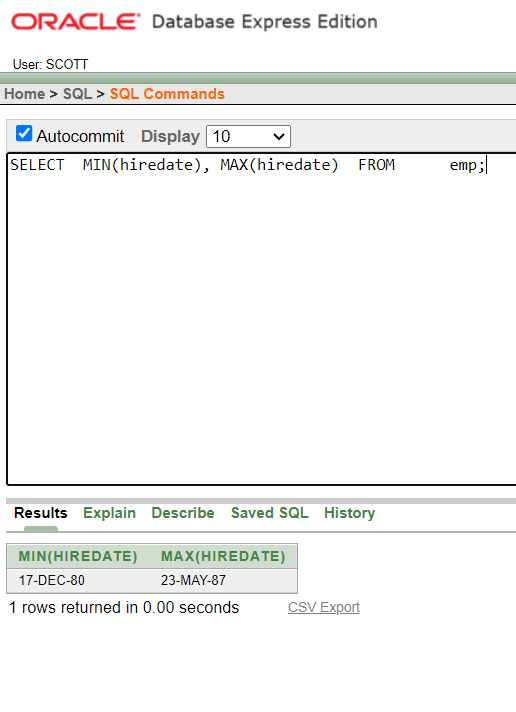 ORACLE® Database Express Edition
User: SCOTT
Home > SQL > SQL Commands
Autocommit Display 10
SELECT MIN(hiredate), MAX(hiredate) FROM emp;
Results Explain Describe Saved SQL History
MIN(HIREDATE) MAX(HIREDATE)
17-DEC-80 23-MAY-87
1 rows returned in 0.00 seconds CSV Export